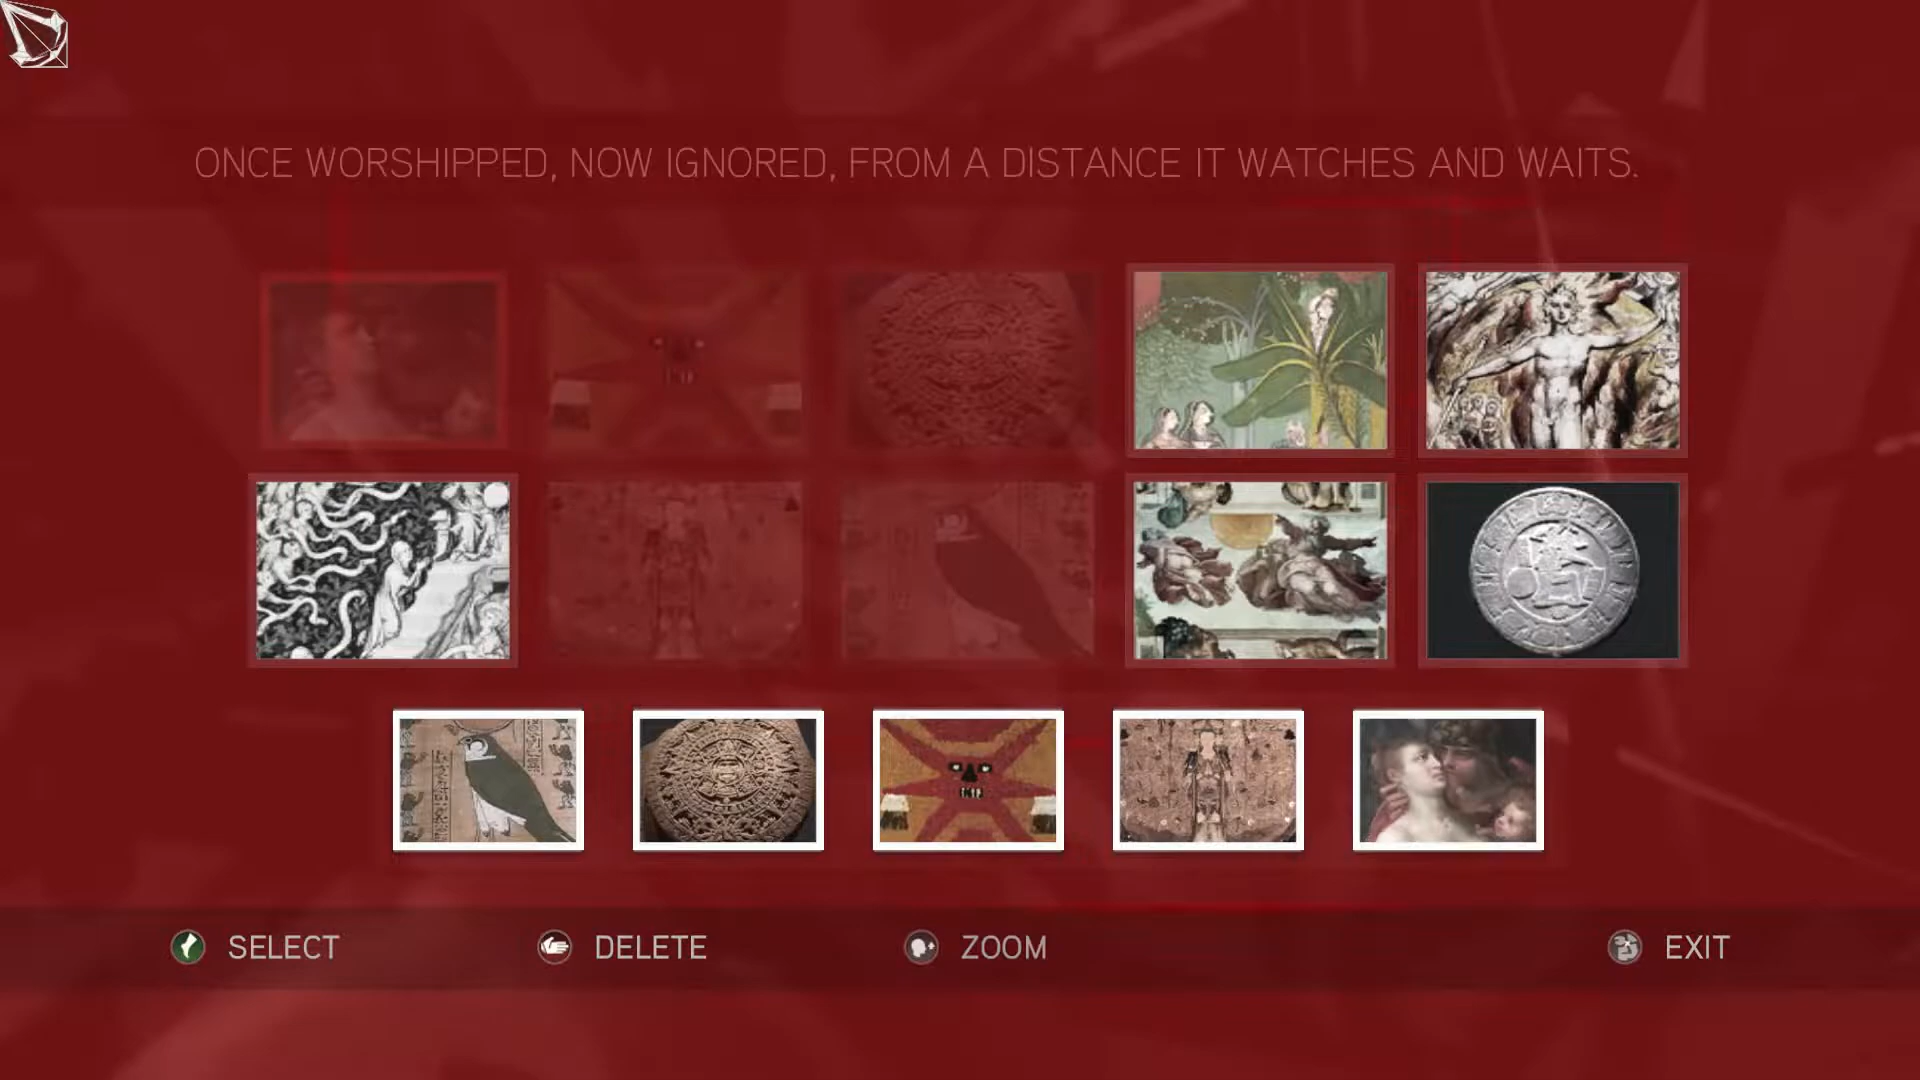 ONCE WORSHIPPED, NOW IGNORED, FROM A DISTANCE IT WATCHES AND WAITS.
SELECT
DELETE
ZOOM
EXIT